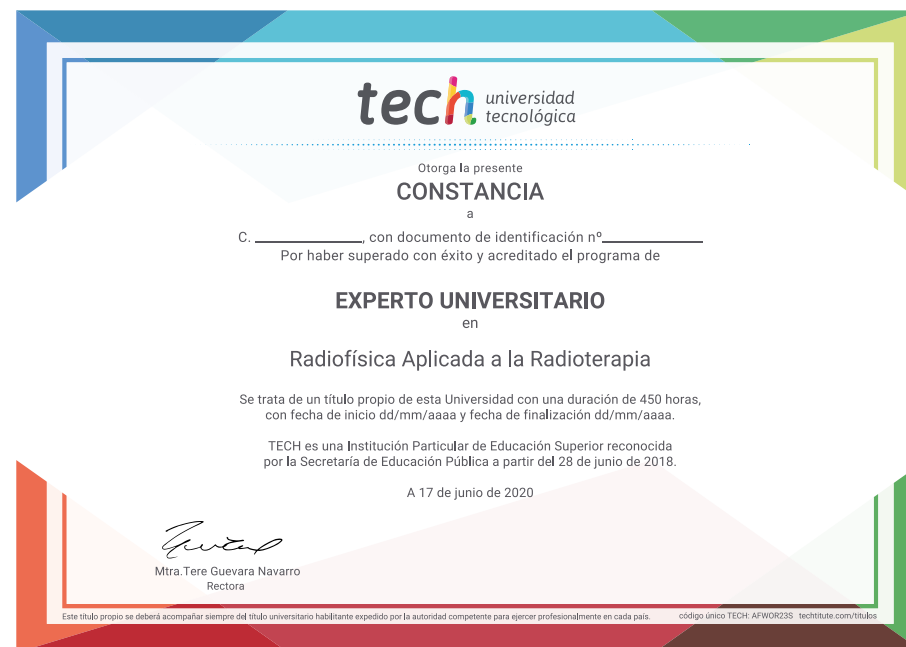 tech universidad
tecnológica
Otorga la presente
CONSTANCIA
a
C. ____________, con documento de identificación nº____________
Por haber superado con éxito y acreditado el programa de
EXPERTO UNIVERSITARIO
en
Radiofísica Aplicada a la Radioterapia
Se trata de un título propio de esta Universidad con una duración de 450 horas,
con fecha de inicio dd/mm/aaaa y fecha de finalización dd/mm/aaaa.
TECH es una Institución Particular de Educación Superior reconocida
por la Secretaría de Educación Pública a partir del 28 de junio de 2018.
A 17 de junio de 2020
Mtra.Tere Guevara Navarro
Rectora
Este título propio se deberá acompañar siempre del título universitario habilitante expedido por la autoridad competente para ejercer profesionalmente en cada país. código único TECH: AFWOR23S techtitute.com/titulos